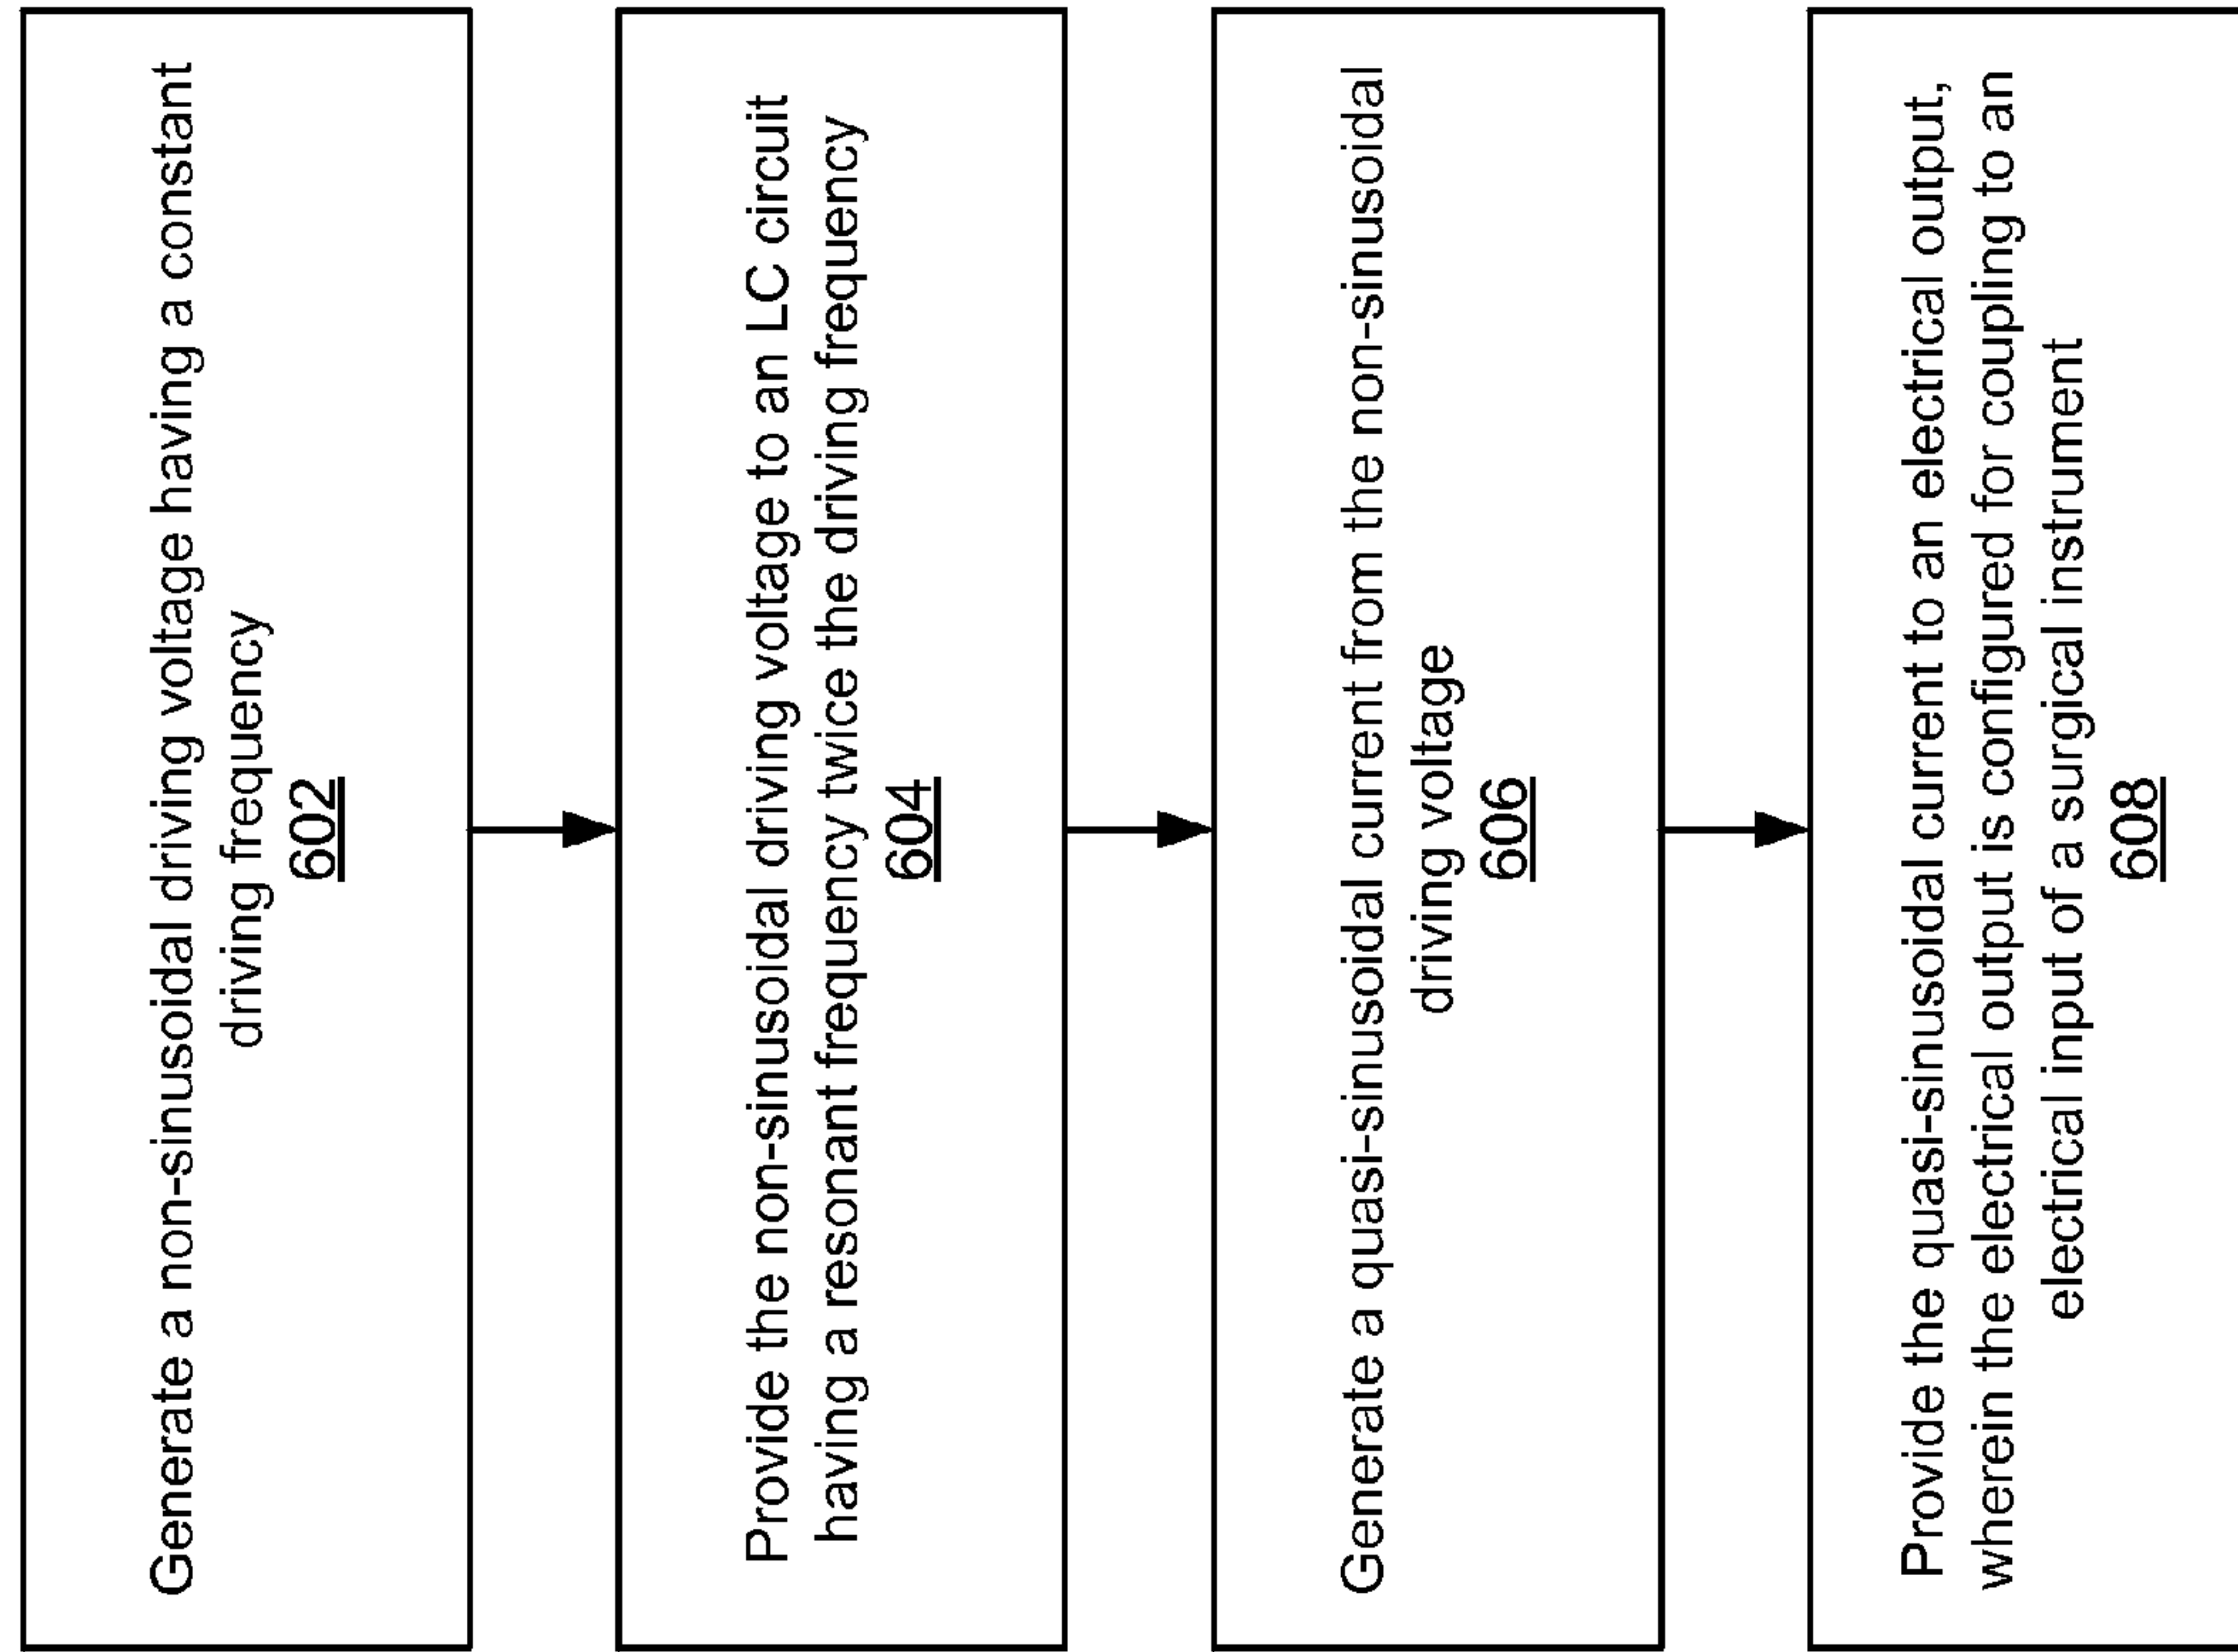 Generate a non-sinusoidal driving voltage having a constant
driving frequency
602
Provide the non-sinusoidal driving voltage to an LC circuit
having a resonant frequency twice the driving frequency
604
Generate a quasi-sinusoidal current from the non-sinusoidal
driving voltage
606
Provide the quasi-sinusoidal current to an electrical output,
wherein the electrical output is configured for coupling to an
electrical input of a surgical instrument
608